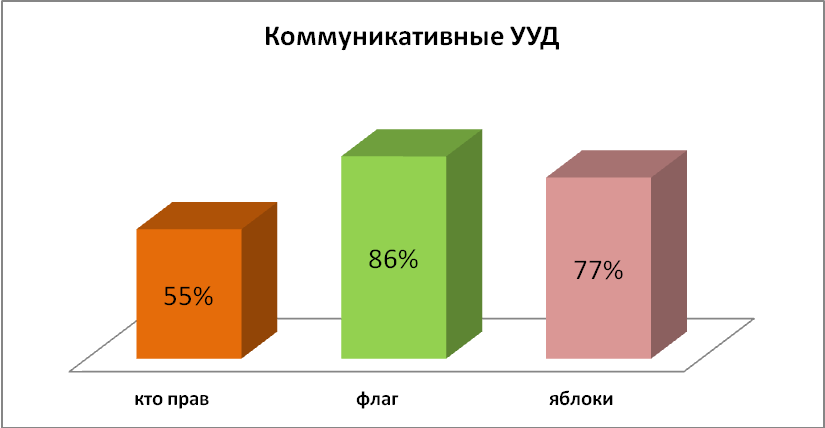 Коммуникативные УУД
55%
86%
77%
кто прав
флаг
яблоки